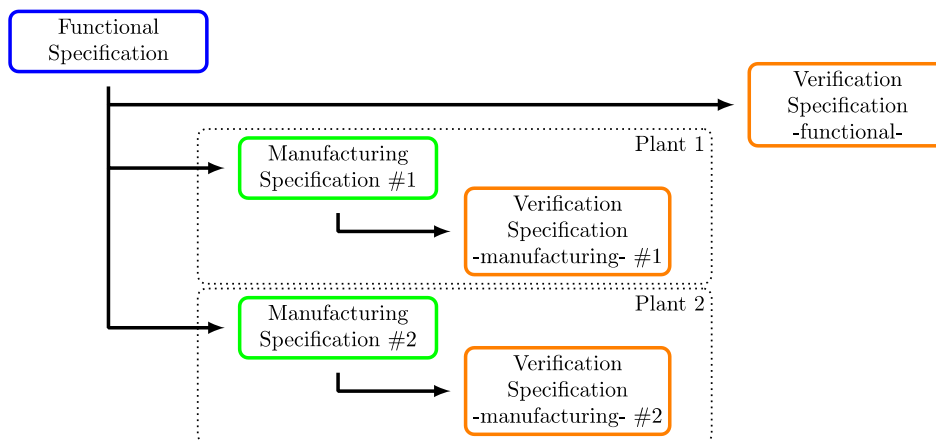 Functional
Specification
Verification
Specification
-functional-
Plant 1
Manufacturing
Specification #1
Verification
Specification
-manufacturing- #1
Plant 2
Manufacturing
Specification #2
Verification
Specification
-manufacturing- #2